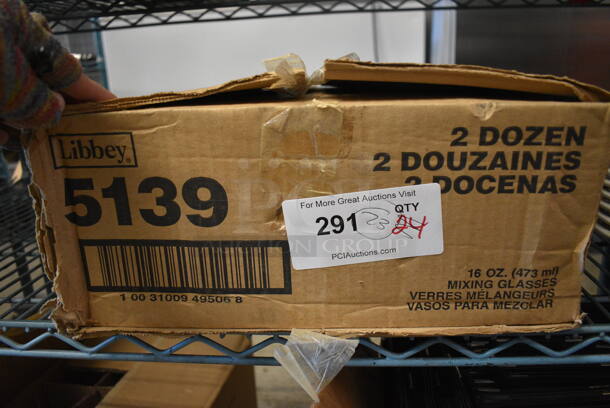 Libbey®
5139
2 DOZEN
2 DOUZAINES
2 DOCENAS
For More Great Auctions Visit
291
QTY
24
PCIAuctions.com
1 00 31009 49506 8
16 OZ. (473 ml)
MIXING GLASSES
VERRES MÉLANGEURS
VASOS PARA MEZCLAR